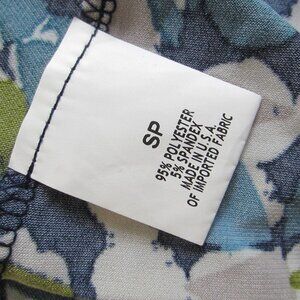 SP
95% POLYESTER
5% SPANDEX
MADE IN U.S.A.
OF IMPORTED FABRIC